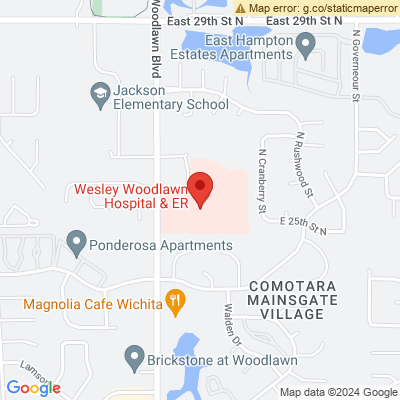 Map error: g.co/staticmaperror
East 29th St N
East 29th St N
Woodlawn Blvd
N Governeour St
East Hampton
Estates Apartments
Jackson
Elementary School
N Rushwood St
N Cranberry St
Wesley Woodlawn
Hospital & ER
E 25th St N
Ponderosa Apartments
COMOTARA
MAINSGATE
VILLAGE
Magnolia Cafe Wichita
Walden Dr
Brickstone at Woodlawn
Google
Map data ©2024 Google